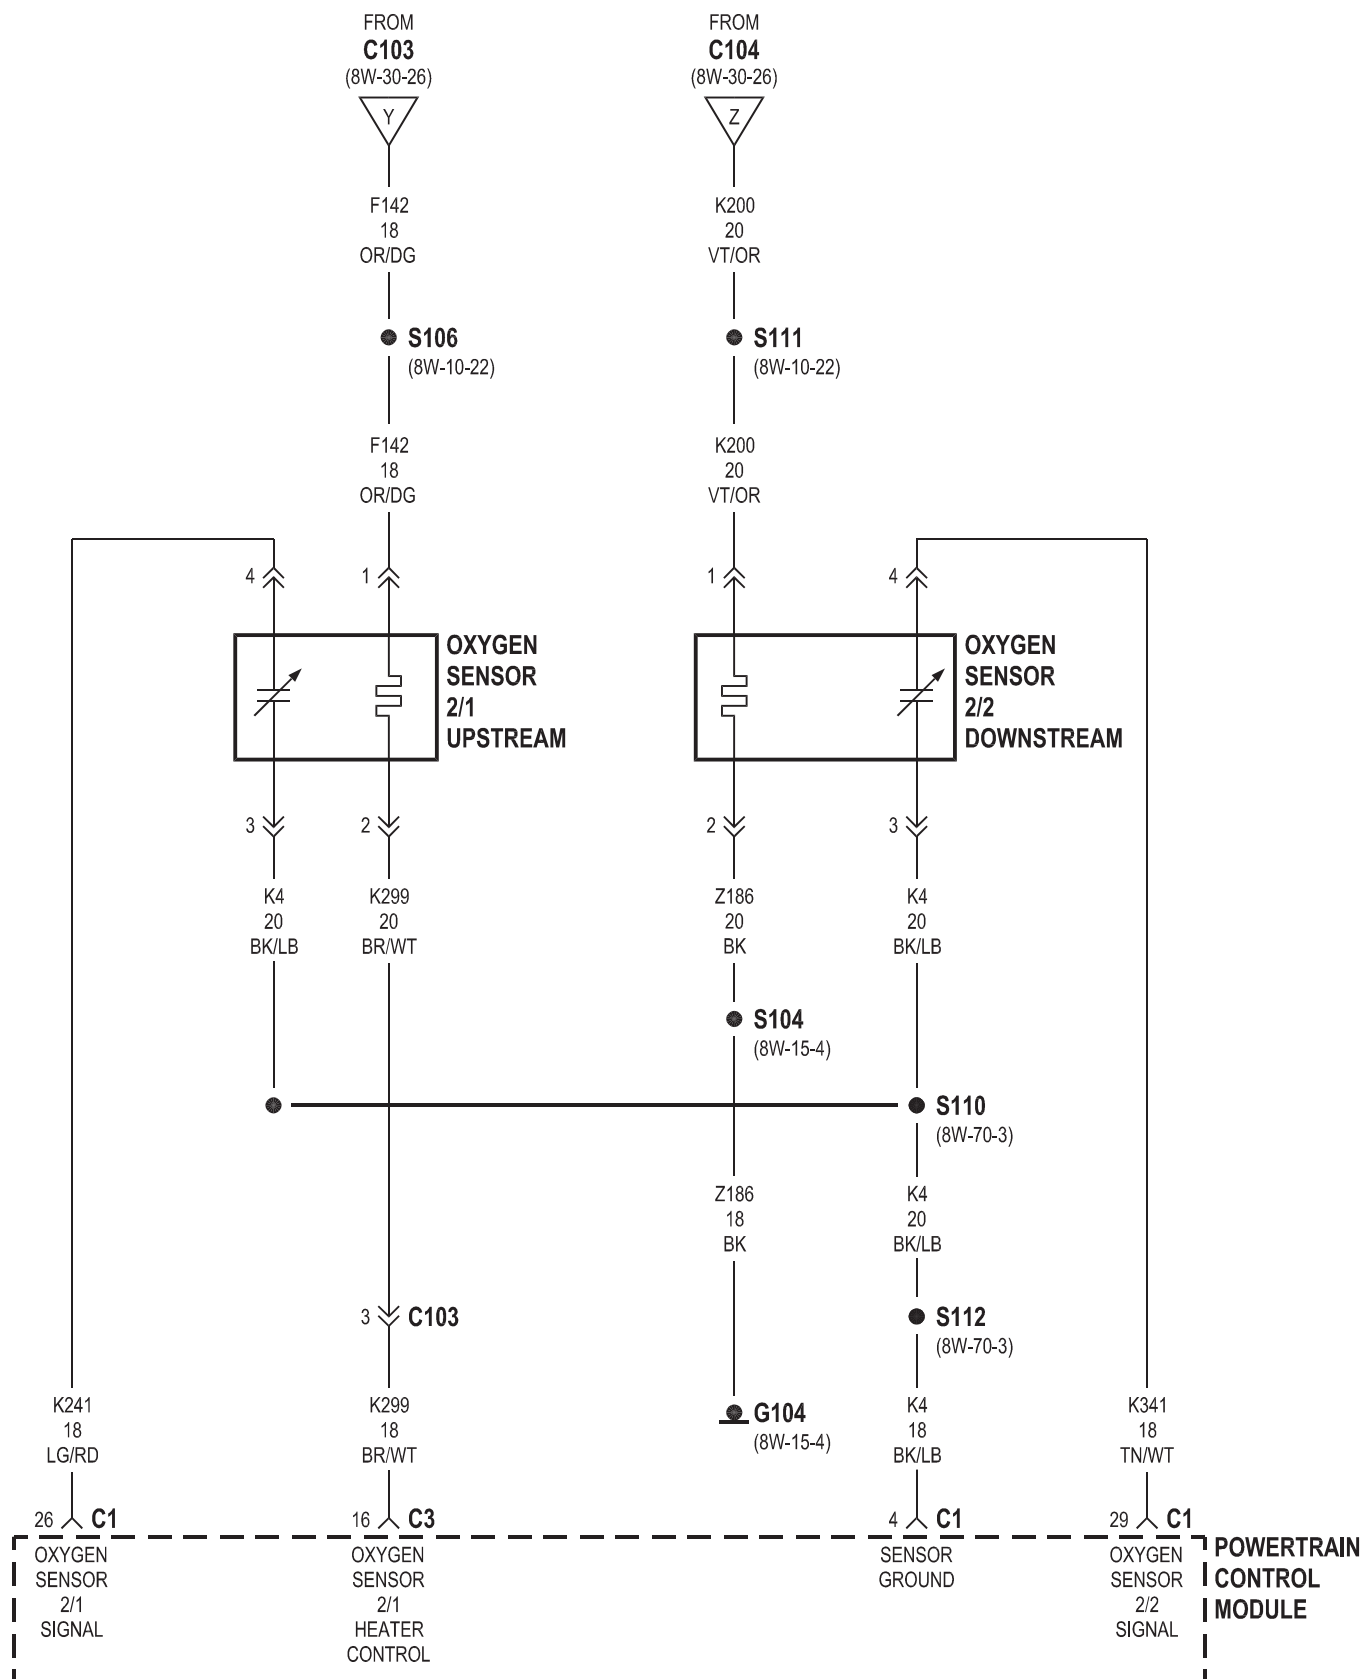 FROM
C103
(8W-30-26)
Y
F142
18
OR/DG
S106
(8W-10-22)
F142
18
OR/DG
FROM
C104
(8W-30-26)
Z
K200
20
VT/OR
S111
(8W-10-22)
K200
20
VT/OR
4
1
1
4
OXYGEN
SENSOR
2/1
UPSTREAM
OXYGEN
SENSOR
2/2
DOWNSTREAM
3
2
2
3
K4
20
BK/LB
K299
20
BR/WT
Z186
20
BK
K4
20
BK/LB
S104
(8W-15-4)
S110
(8W-70-3)
Z186
18
BK
K4
20
BK/LB
3
C103
S112
(8W-70-3)
K241
18
LG/RD
K299
18
BR/WT
G104
(8W-15-4)
K4
18
BK/LB
K341
18
TN/WT
26 C1
16 C3
4 C1
29 C1
OXYGEN
SENSOR
2/1
SIGNAL
OXYGEN
SENSOR
2/1
HEATER
CONTROL
SENSOR
GROUND
OXYGEN
SENSOR
2/2
SIGNAL
POWERTRAIN
CONTROL
MODULE